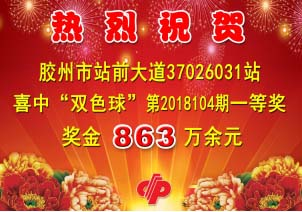 热烈祝贺
胶州市站前大道37026031站
喜中“双色球”第2018104期一等奖
奖金 863 万余元